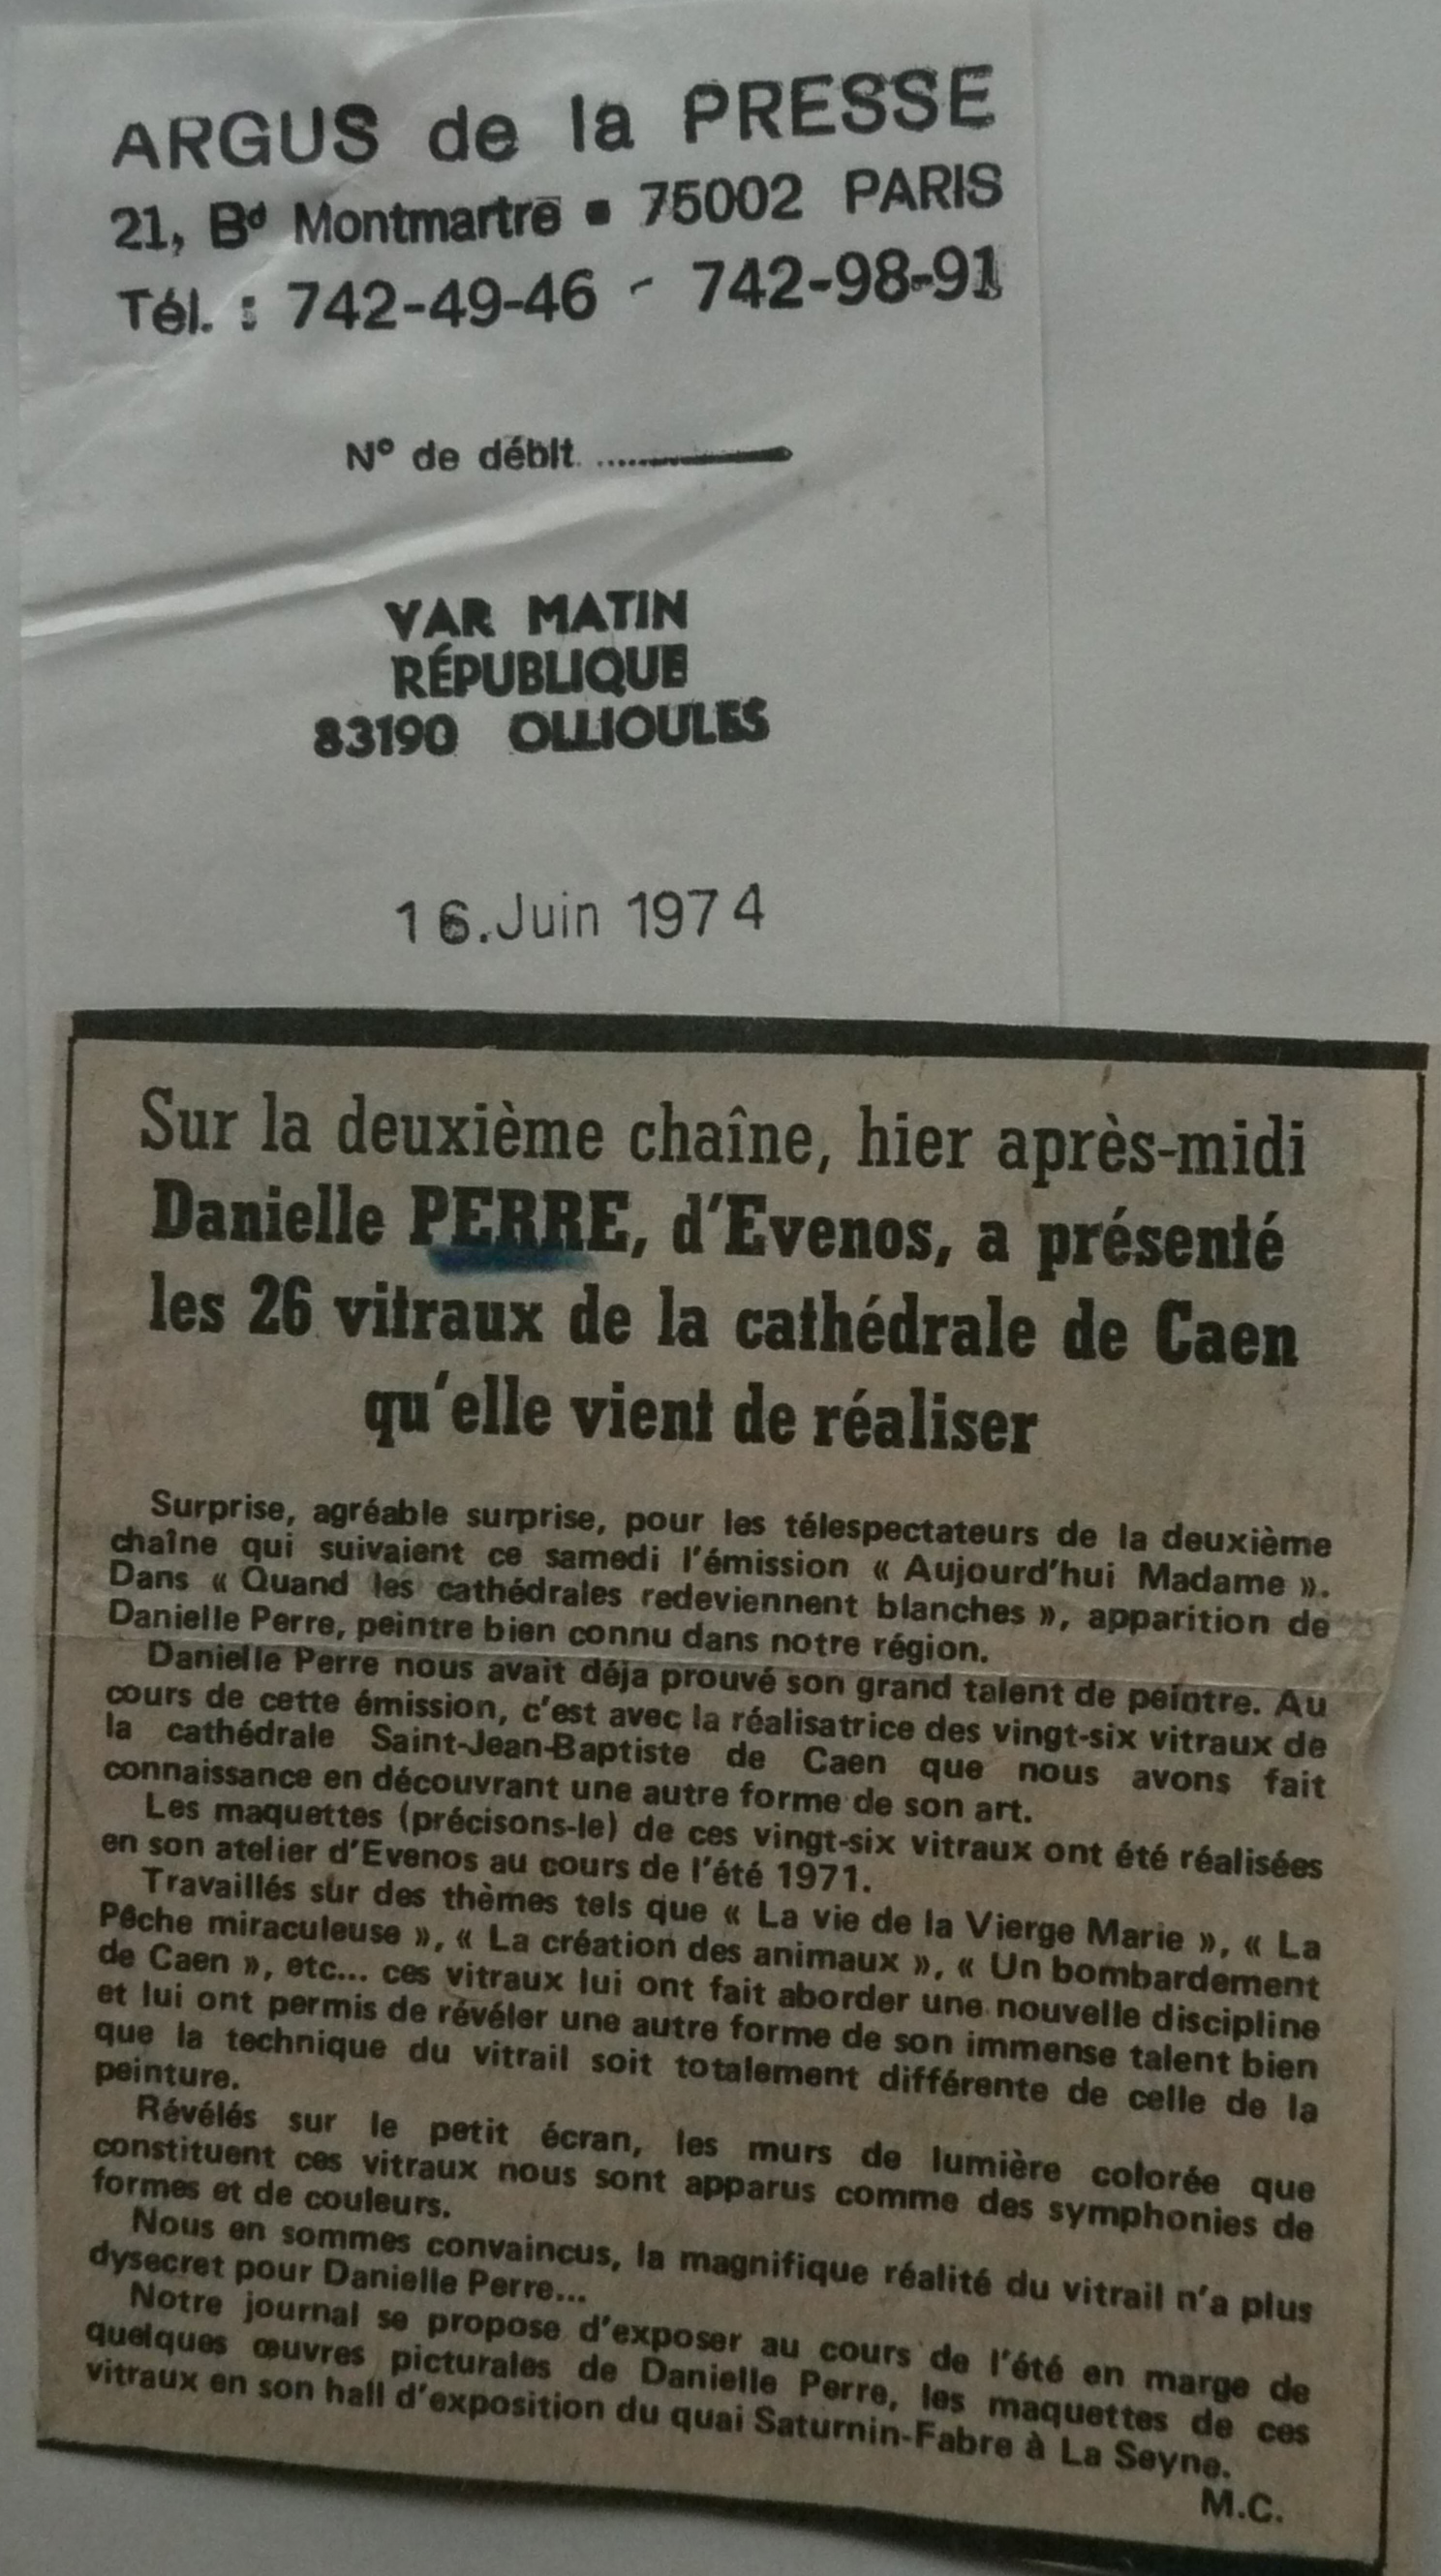 ARGUS de la PRESSE
21, Bd Montmartre ▪ 75002 PARIS
Tél. : 742-49-46 - 742-98-91
N° de débit ..........
VAR MATIN
RÉPUBLIQUE
83190 OLLIOULES
16.Juin 1974
Sur la deuxième chaîne, hier après-midi
Danielle PERRE, d'Evenos, a présenté
les 26 vitraux de la cathédrale de Caen
qu'elle vient de réaliser
Surprise, agréable surprise, pour les télespectateurs de la deuxième
chaîne qui suivaient ce samedi l'émission « Aujourd'hui Madame ».
Dans « Quand les cathédrales redeviennent blanches », apparition de
Danielle Perre, peintre bien connu dans notre région.
Danielle Perre nous avait déja prouvé son grand talent de peintre. Au
cours de cette émission, c'est avec la réalisatrice des vingt-six vitraux de
la cathédrale Saint-Jean-Baptiste de Caen que nous avons fait
connaissance en découvrant une autre forme de son art.
Les maquettes (précisons-le) de ces vingt-six vitraux ont été réalisées
en son atelier d'Evenos au cours de l'été 1971.
Travaillés sur des thèmes tels que « La vie de la Vierge Marie », « La
Pêche miraculeuse », « La création des animaux », « Un bombardement
de Caen », etc... ces vitraux lui ont fait aborder une nouvelle discipline
et lui ont permis de révéler une autre forme de son immense talent bien
que la technique du vitrail soit totalement différente de celle de la
peinture.
Révélés sur le petit écran, les murs de lumière colorée que
constituent ces vitraux nous sont apparus comme des symphonies de
formes et de couleurs.
Nous en sommes convaincus, la magnifique réalité du vitrail n'a plus
dysecret pour Danielle Perre...
Notre journal se propose d'exposer au cours de l'été en marge de
quelques œuvres picturales de Danielle Perre, les maquettes de ces
vitraux en son hall d'exposition du quai Saturnin-Fabre à La Seyne.
M.C.